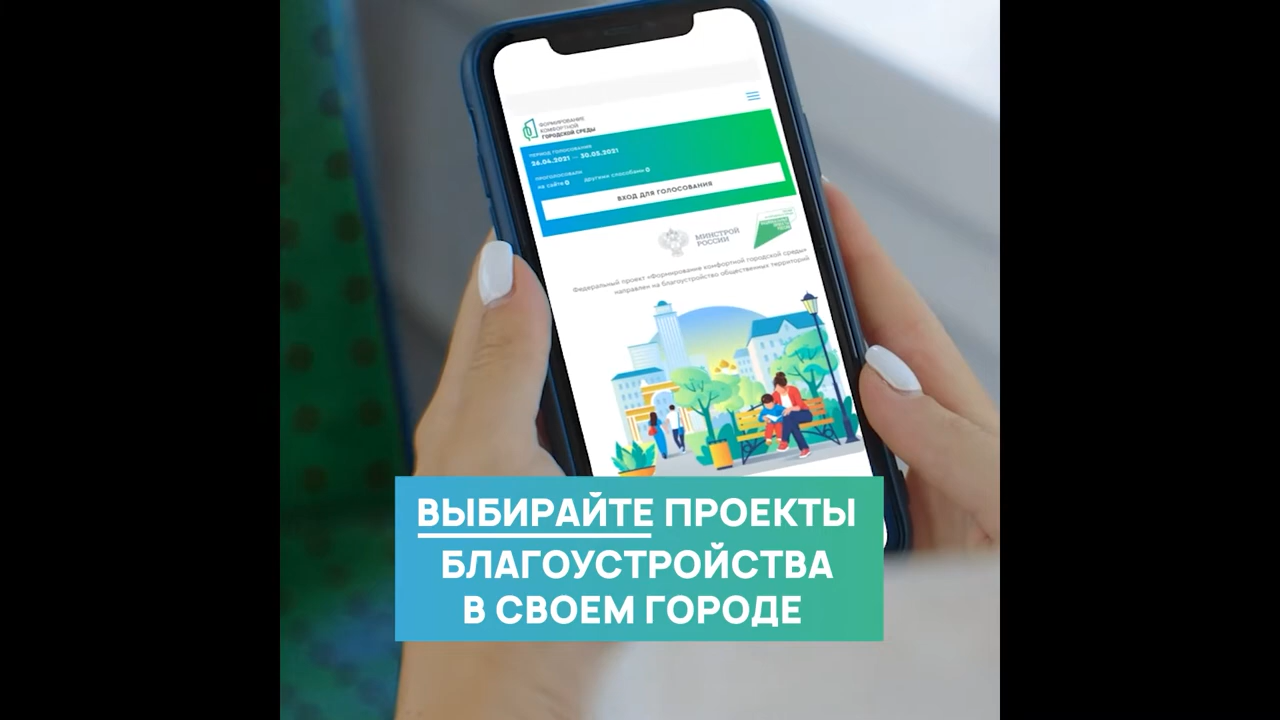 ФОРМИРОВАНИЕ
КОМФОРТНОЙ
ГОРОДСКОЙ СРЕДЫ
ПЕРИОД ГОЛОСОВАНИЯ
26.04.2021 — 30.05.2021
ПРОГОЛОСОВАЛИ
на сайте 0 другими способами 0
ВХОД ДЛЯ ГОЛОСОВАНИЯ
МИНСТРОЙ
РОССИИ
Федеральный проект «Формирование комфортной городской среды»
направлен на благоустройство общественных территорий
ВЫБИРАЙТЕ ПРОЕКТЫ
БЛАГОУСТРОЙСТВА
В СВОЕМ ГОРОДЕ